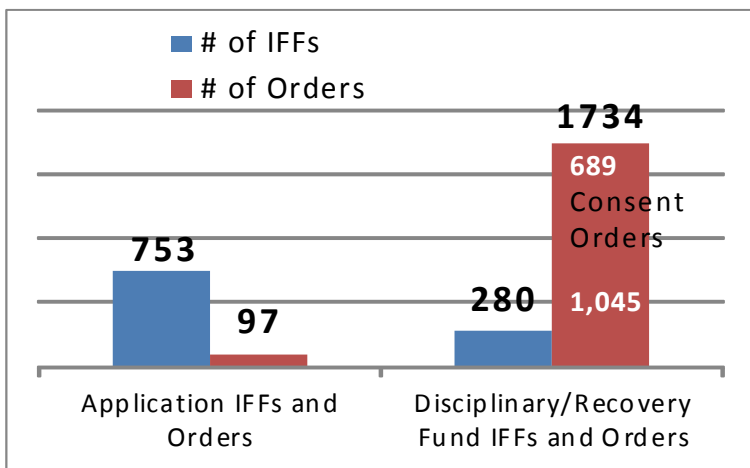 # of IFFs
# of Orders
1734
689
Consent
Orders
753
280
1,045
97
Application IFFs and
Orders
Disciplinary/Recovery
Fund IFFs and Orders